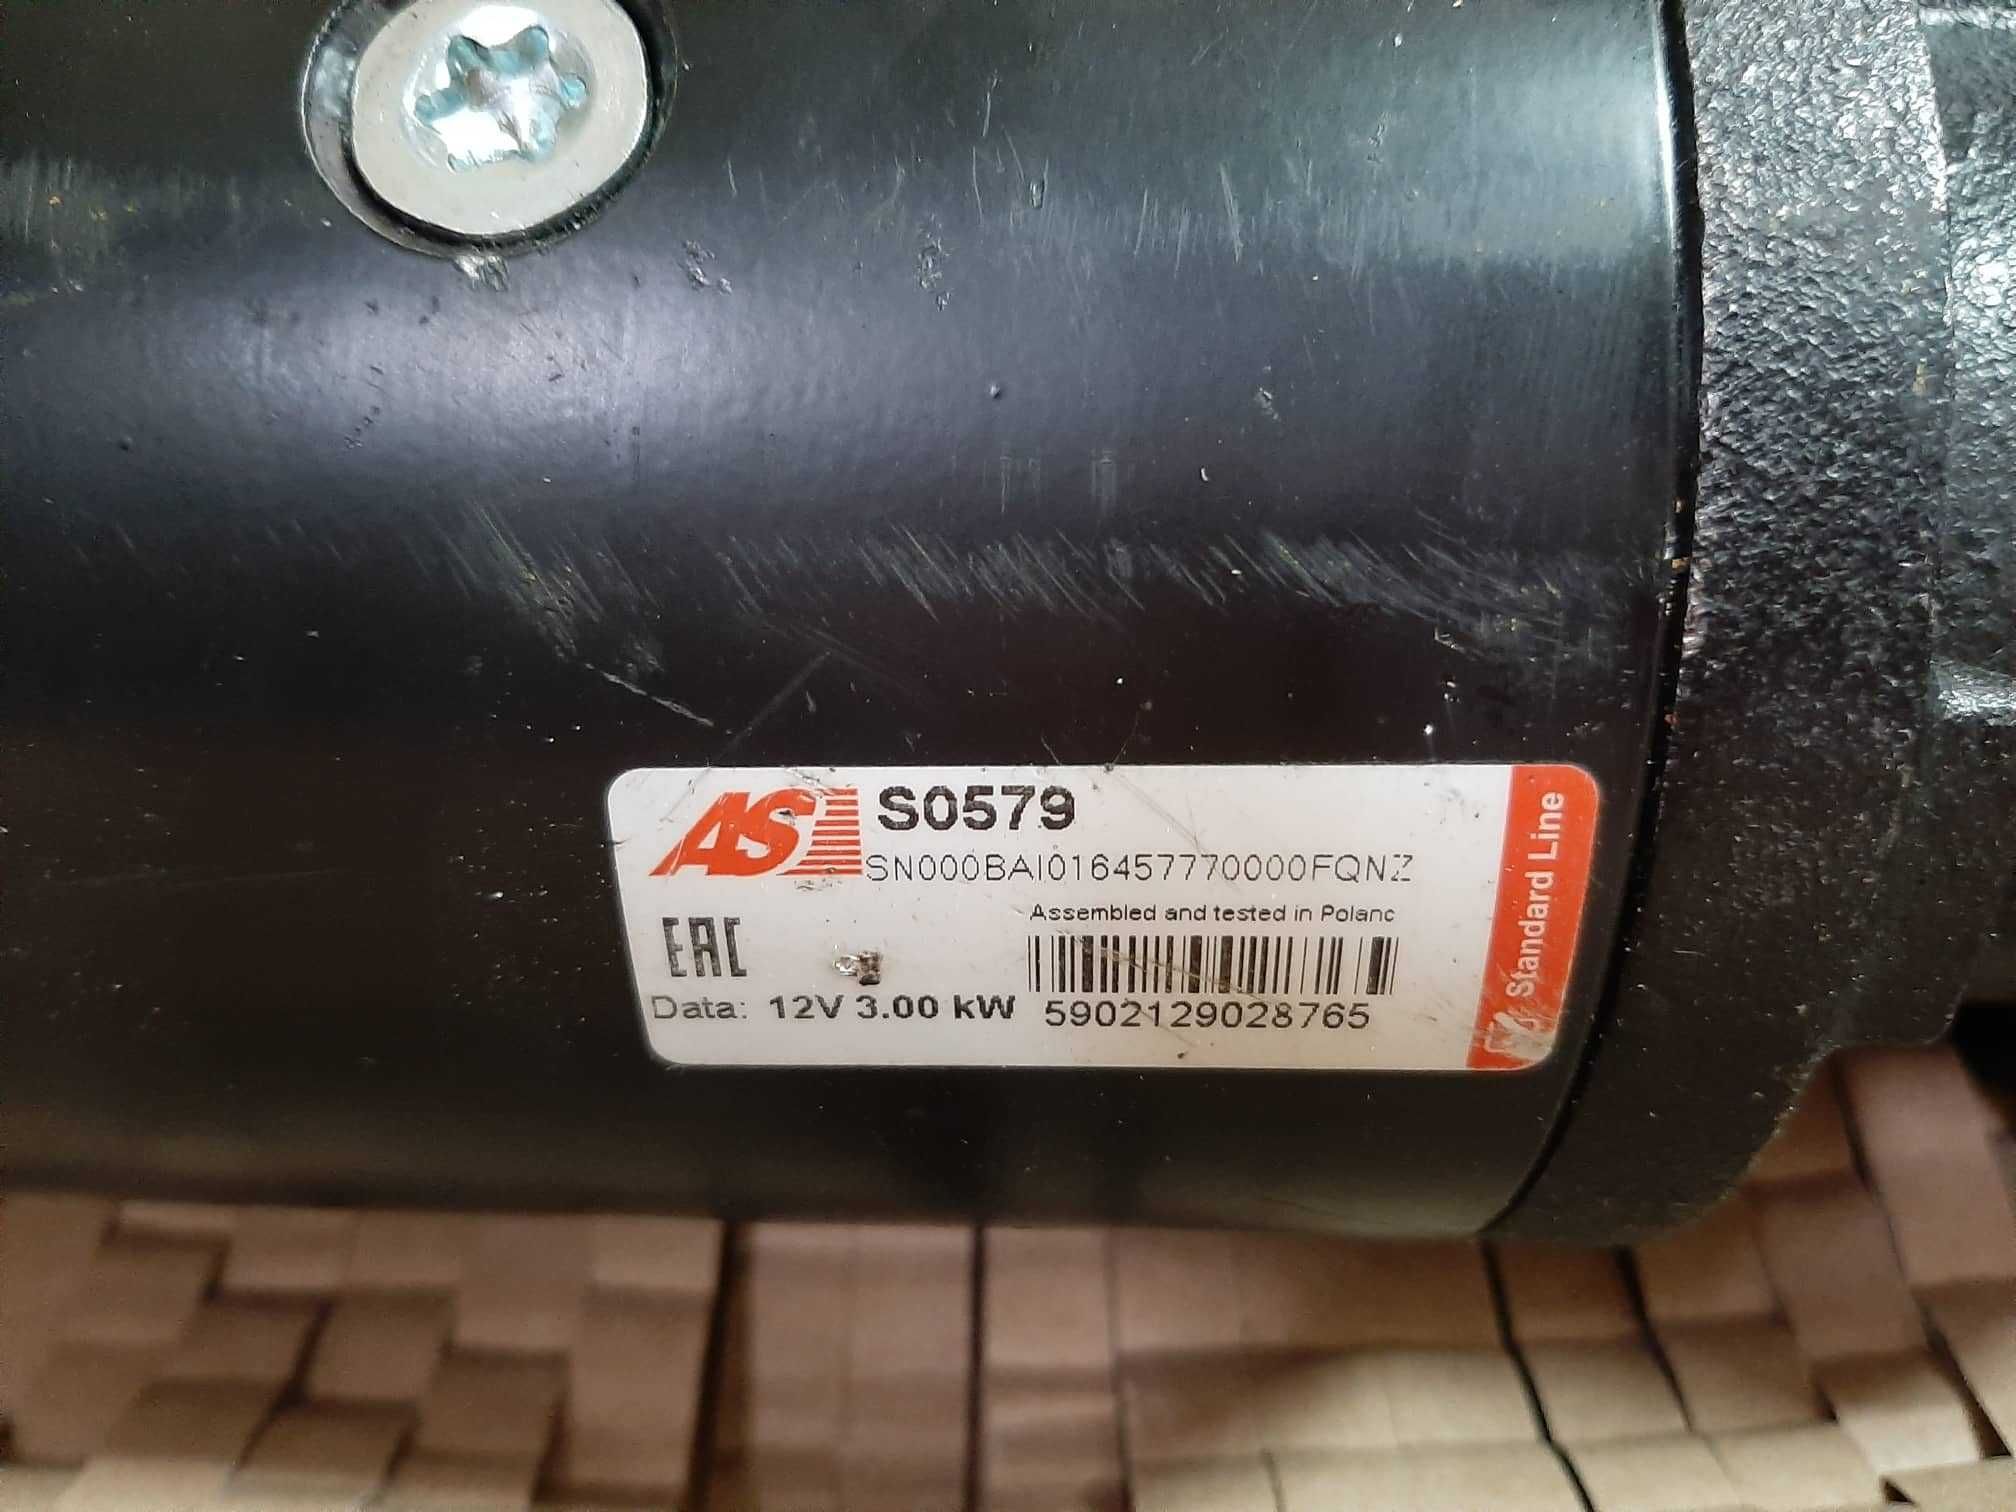 AS
S0579
SN000BAI016457770000FQNZ
Assembled and tested in Polanc
EAC
Data: 12V 3.00 kW
5902129028765
Standard Line